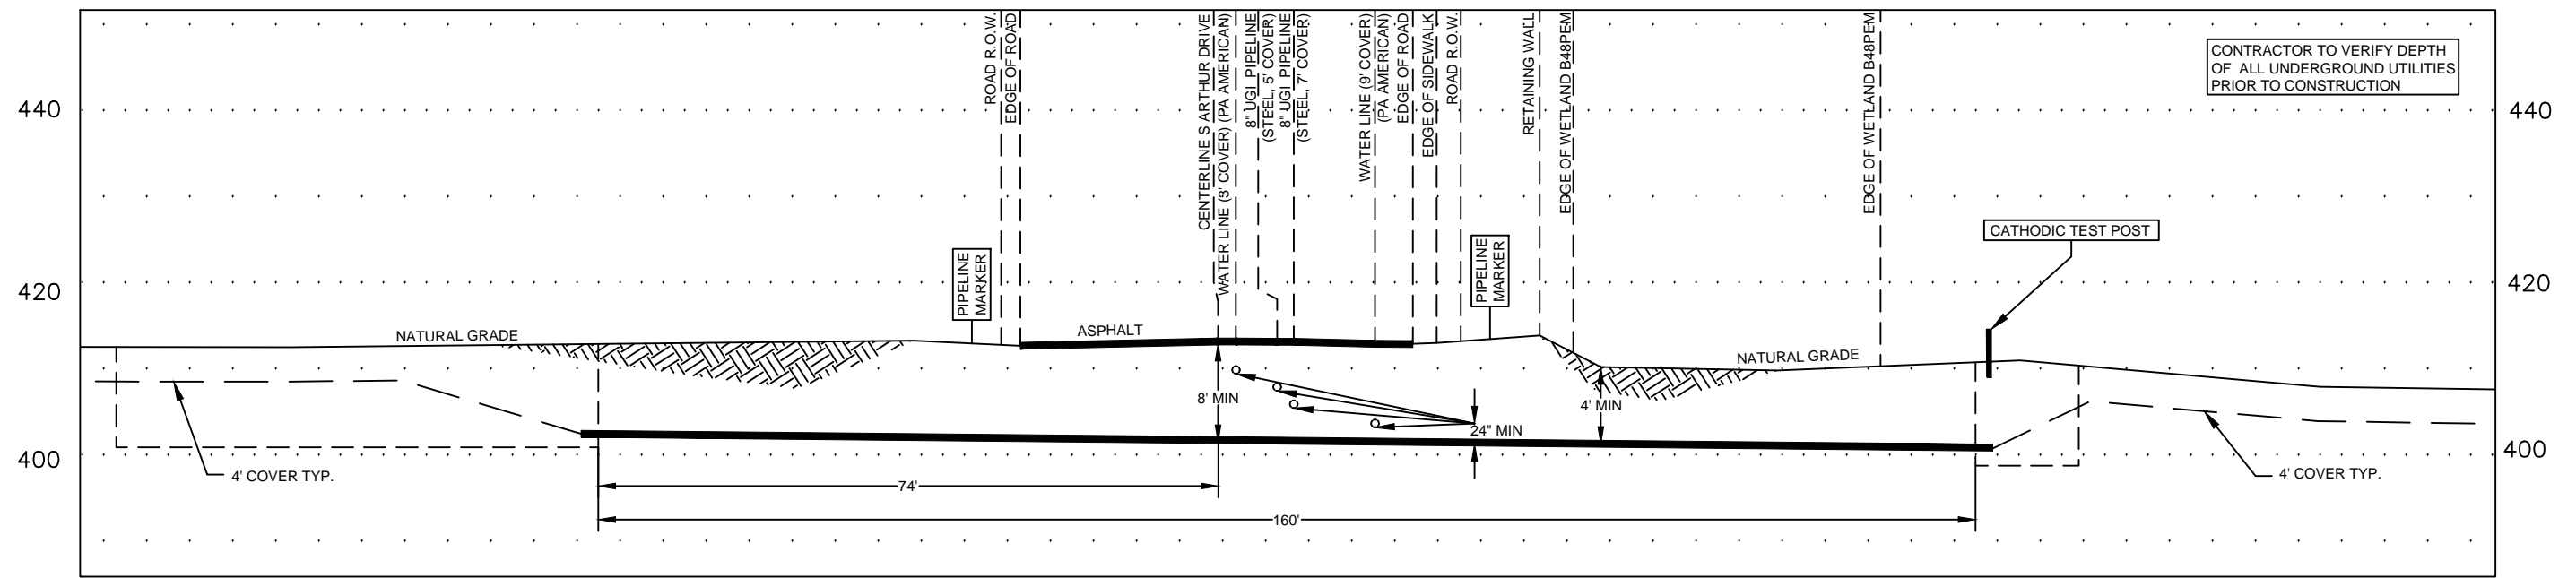 ROAD R.O.W.
EDGE OF ROAD
CENTERLINE S ARTHUR DRIVE
WATER LINE (3' COVER) (PA AMERICAN)
8" UGI PIPELINE
(STEEL, 5' COVER)
8" UGI PIPELINE
(STEEL, 7' COVER)
WATER LINE (9' COVER)
(PA AMERICAN)
EDGE OF ROAD
EDGE OF SIDEWALK
ROAD R.O.W.
RETAINING WALL
EDGE OF WETLAND B48PEM
EDGE OF WETLAND B48PEM
CONTRACTOR TO VERIFY DEPTH
OF ALL UNDERGROUND UTILITIES
PRIOR TO CONSTRUCTION
440
440
CATHODIC TEST POST
PIPELINE
MARKER
PIPELINE
MARKER
420
420
NATURAL GRADE
ASPHALT
NATURAL GRADE
8' MIN
4' MIN
24" MIN
400
400
4' COVER TYP.
4' COVER TYP.
74'
160'